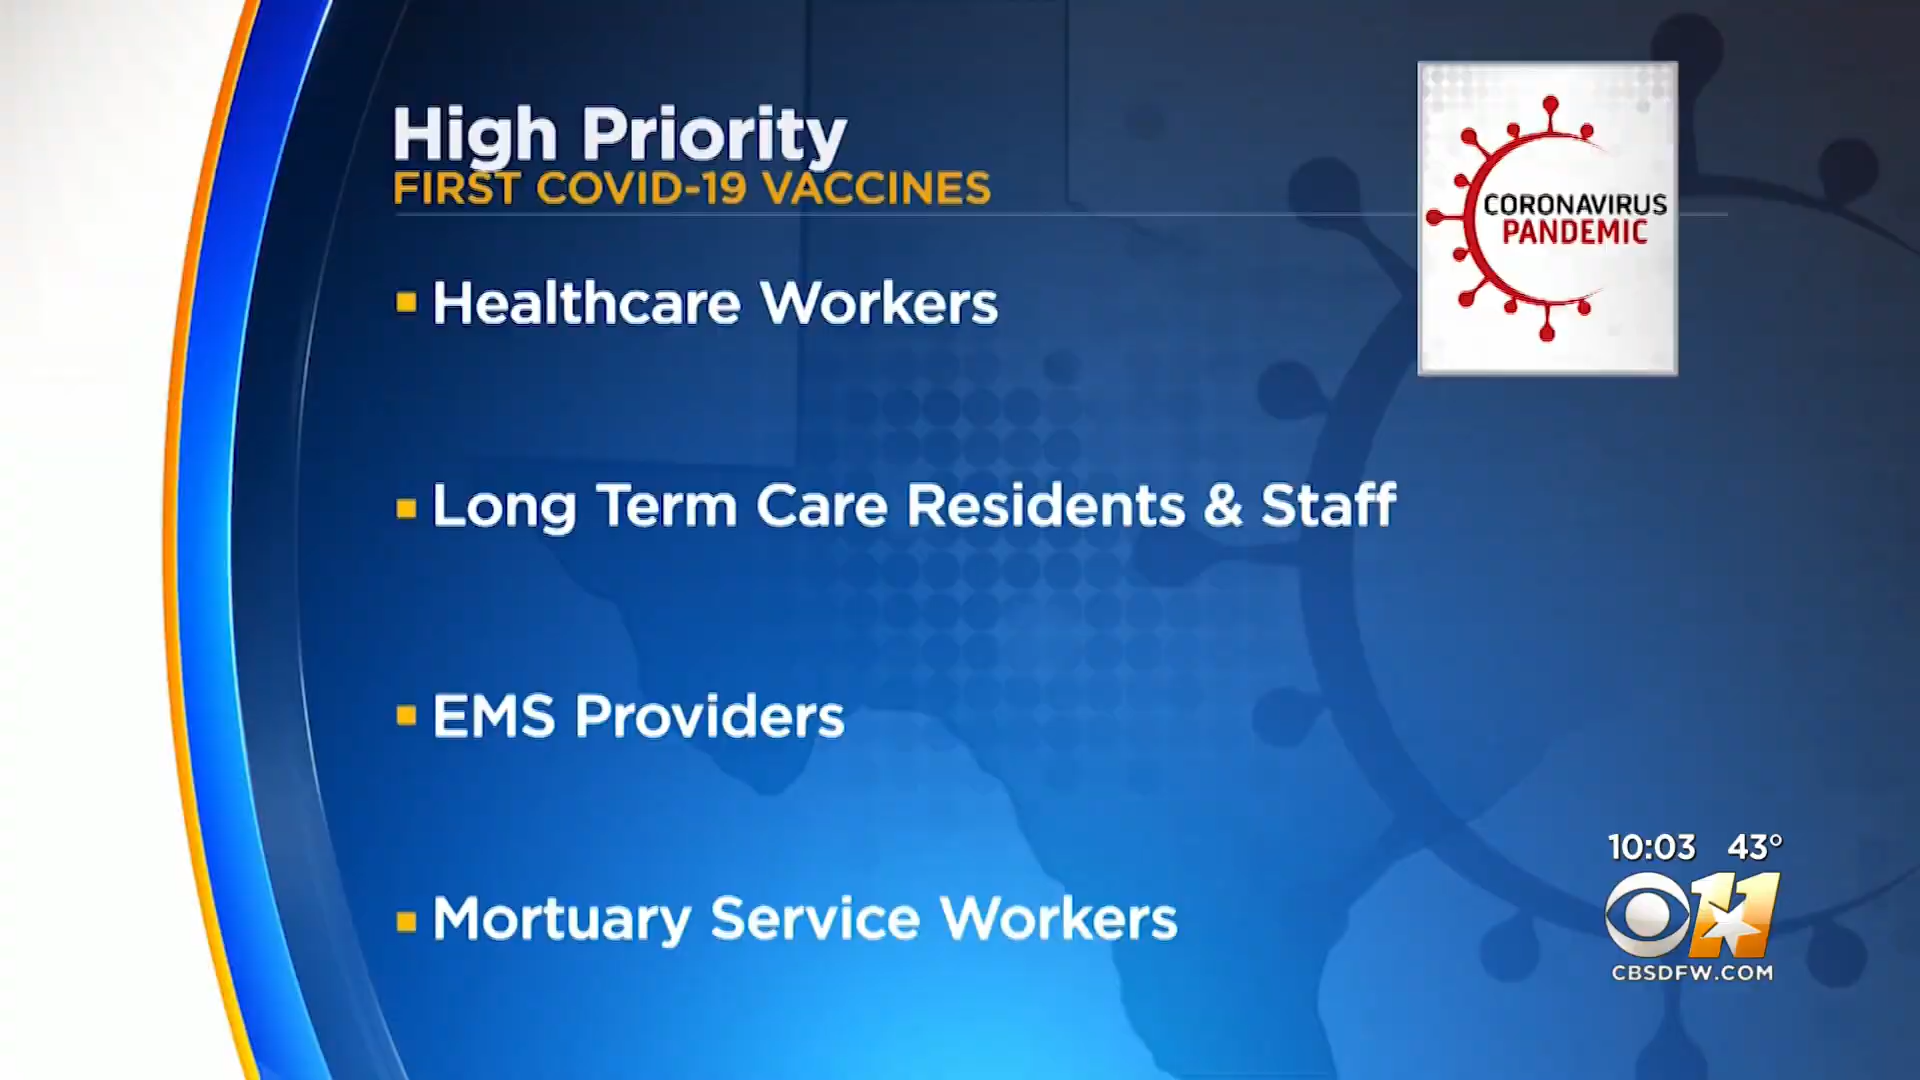 High Priority
FIRST COVID-19 VACCINES
CORONAVIRUS
PANDEMIC
Healthcare Workers
Long Term Care Residents & Staff
EMS Providers
Mortuary Service Workers
10:03 43°
11
CBSDFW.COM